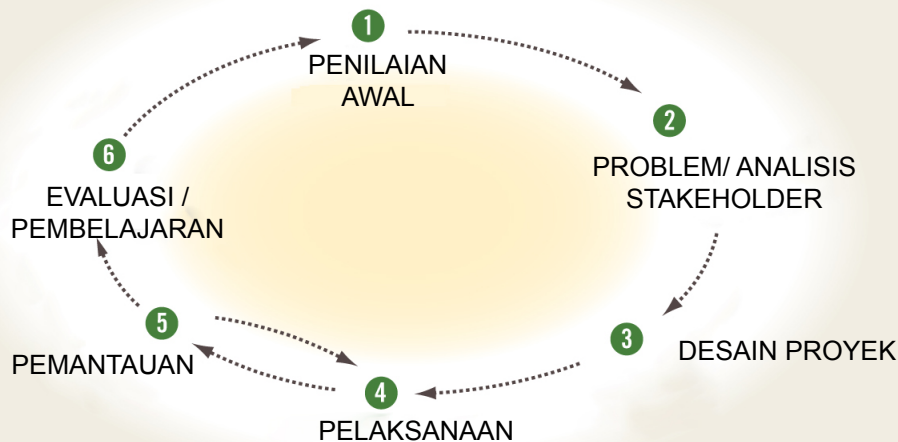 1
PENILAIAN
AWAL
2
PROBLEM/ ANALISIS
STAKEHOLDER
3
DESAIN PROYEK
4
PELAKSANAAN
5
PEMANTAUAN
6
EVALUASI /
PEMBELAJARAN